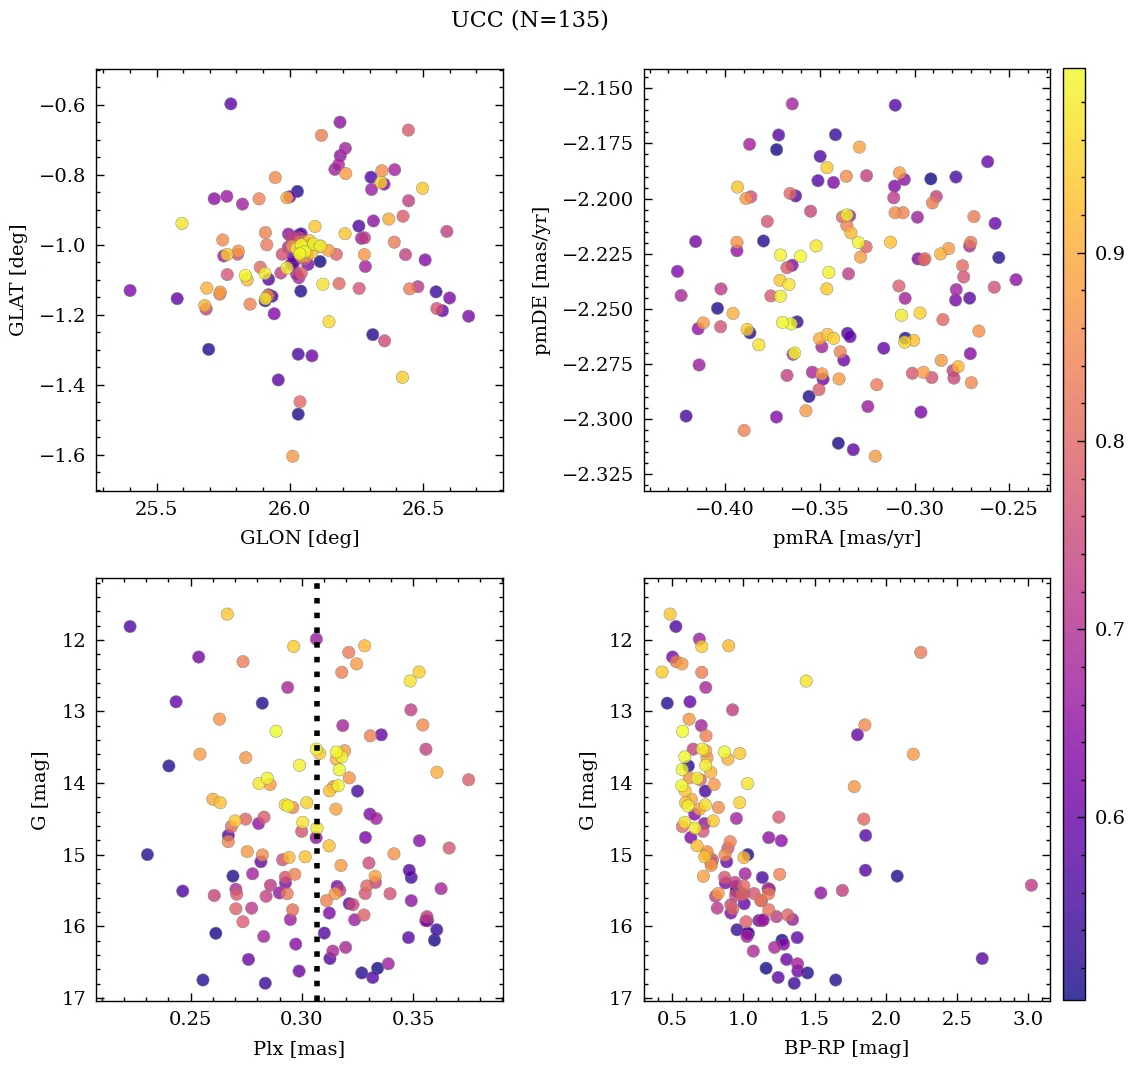 UCC (N=135)
−0.6
−0.8
−1.0
−1.2
−1.4
−1.6
GLAT [deg]
25.5 26.0 26.5
GLON [deg]
−2.150
−2.175
−2.200
−2.225
−2.250
−2.275
−2.300
−2.325
pmDE [mas/yr]
−0.40 −0.35 −0.30 −0.25
pmRA [mas/yr]
12
13
14
15
16
17
G [mag]
0.25 0.30 0.35
Plx [mas]
12
13
14
15
16
17
G [mag]
0.5 1.0 1.5 2.0 2.5 3.0
BP-RP [mag]
0.9
0.8
0.7
0.6